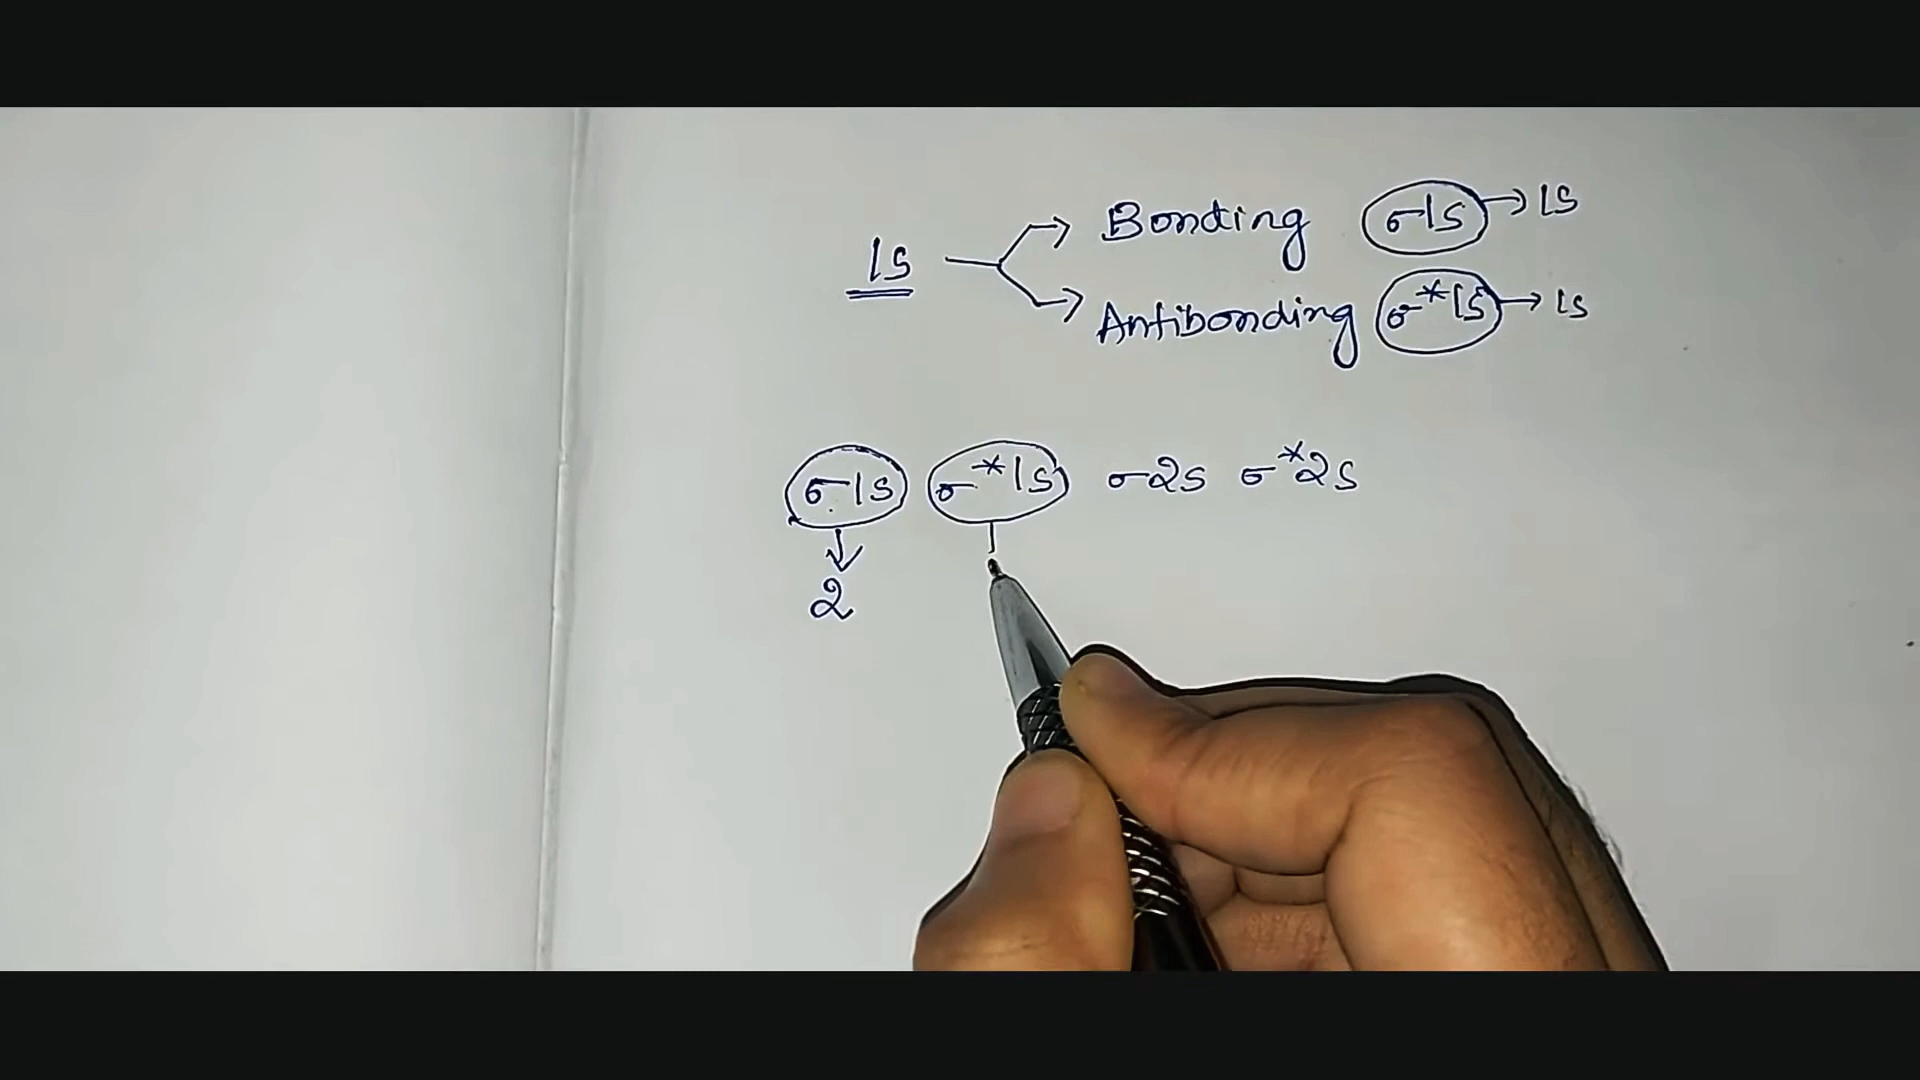 1s → Bonding σ1s → 1s
→ Antibonding σ*1s → 1s
σ1s σ*1s σ2s σ*2s
↓
2